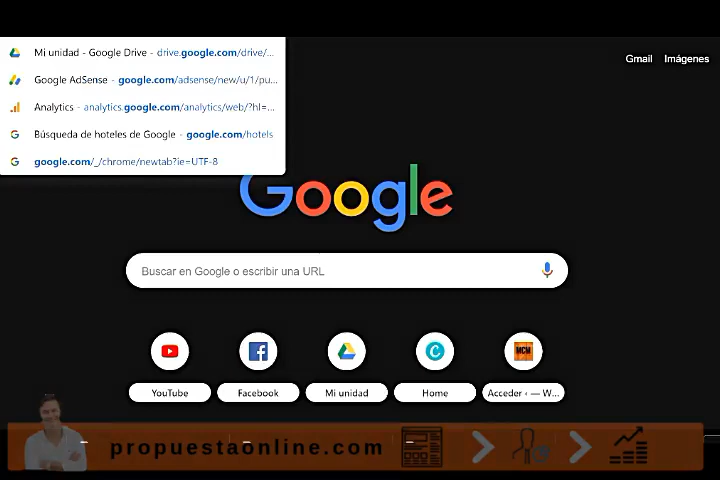 Mi unidad - Google Drive - drive.google.com/drive/...
Google AdSense - google.com/adsense/new/u/1/pu...
Analytics - analytics.google.com/analytics/web/?hl=...
Búsqueda de hoteles de Google - google.com/hotels
google.com/_/chrome/newtab?ie=UTF-8
Gmail Imágenes
Google
Buscar en Google o escribir una URL
MCM
YouTube Facebook Mi unidad Home Acceder ‹ — W...
propuestaonline.com